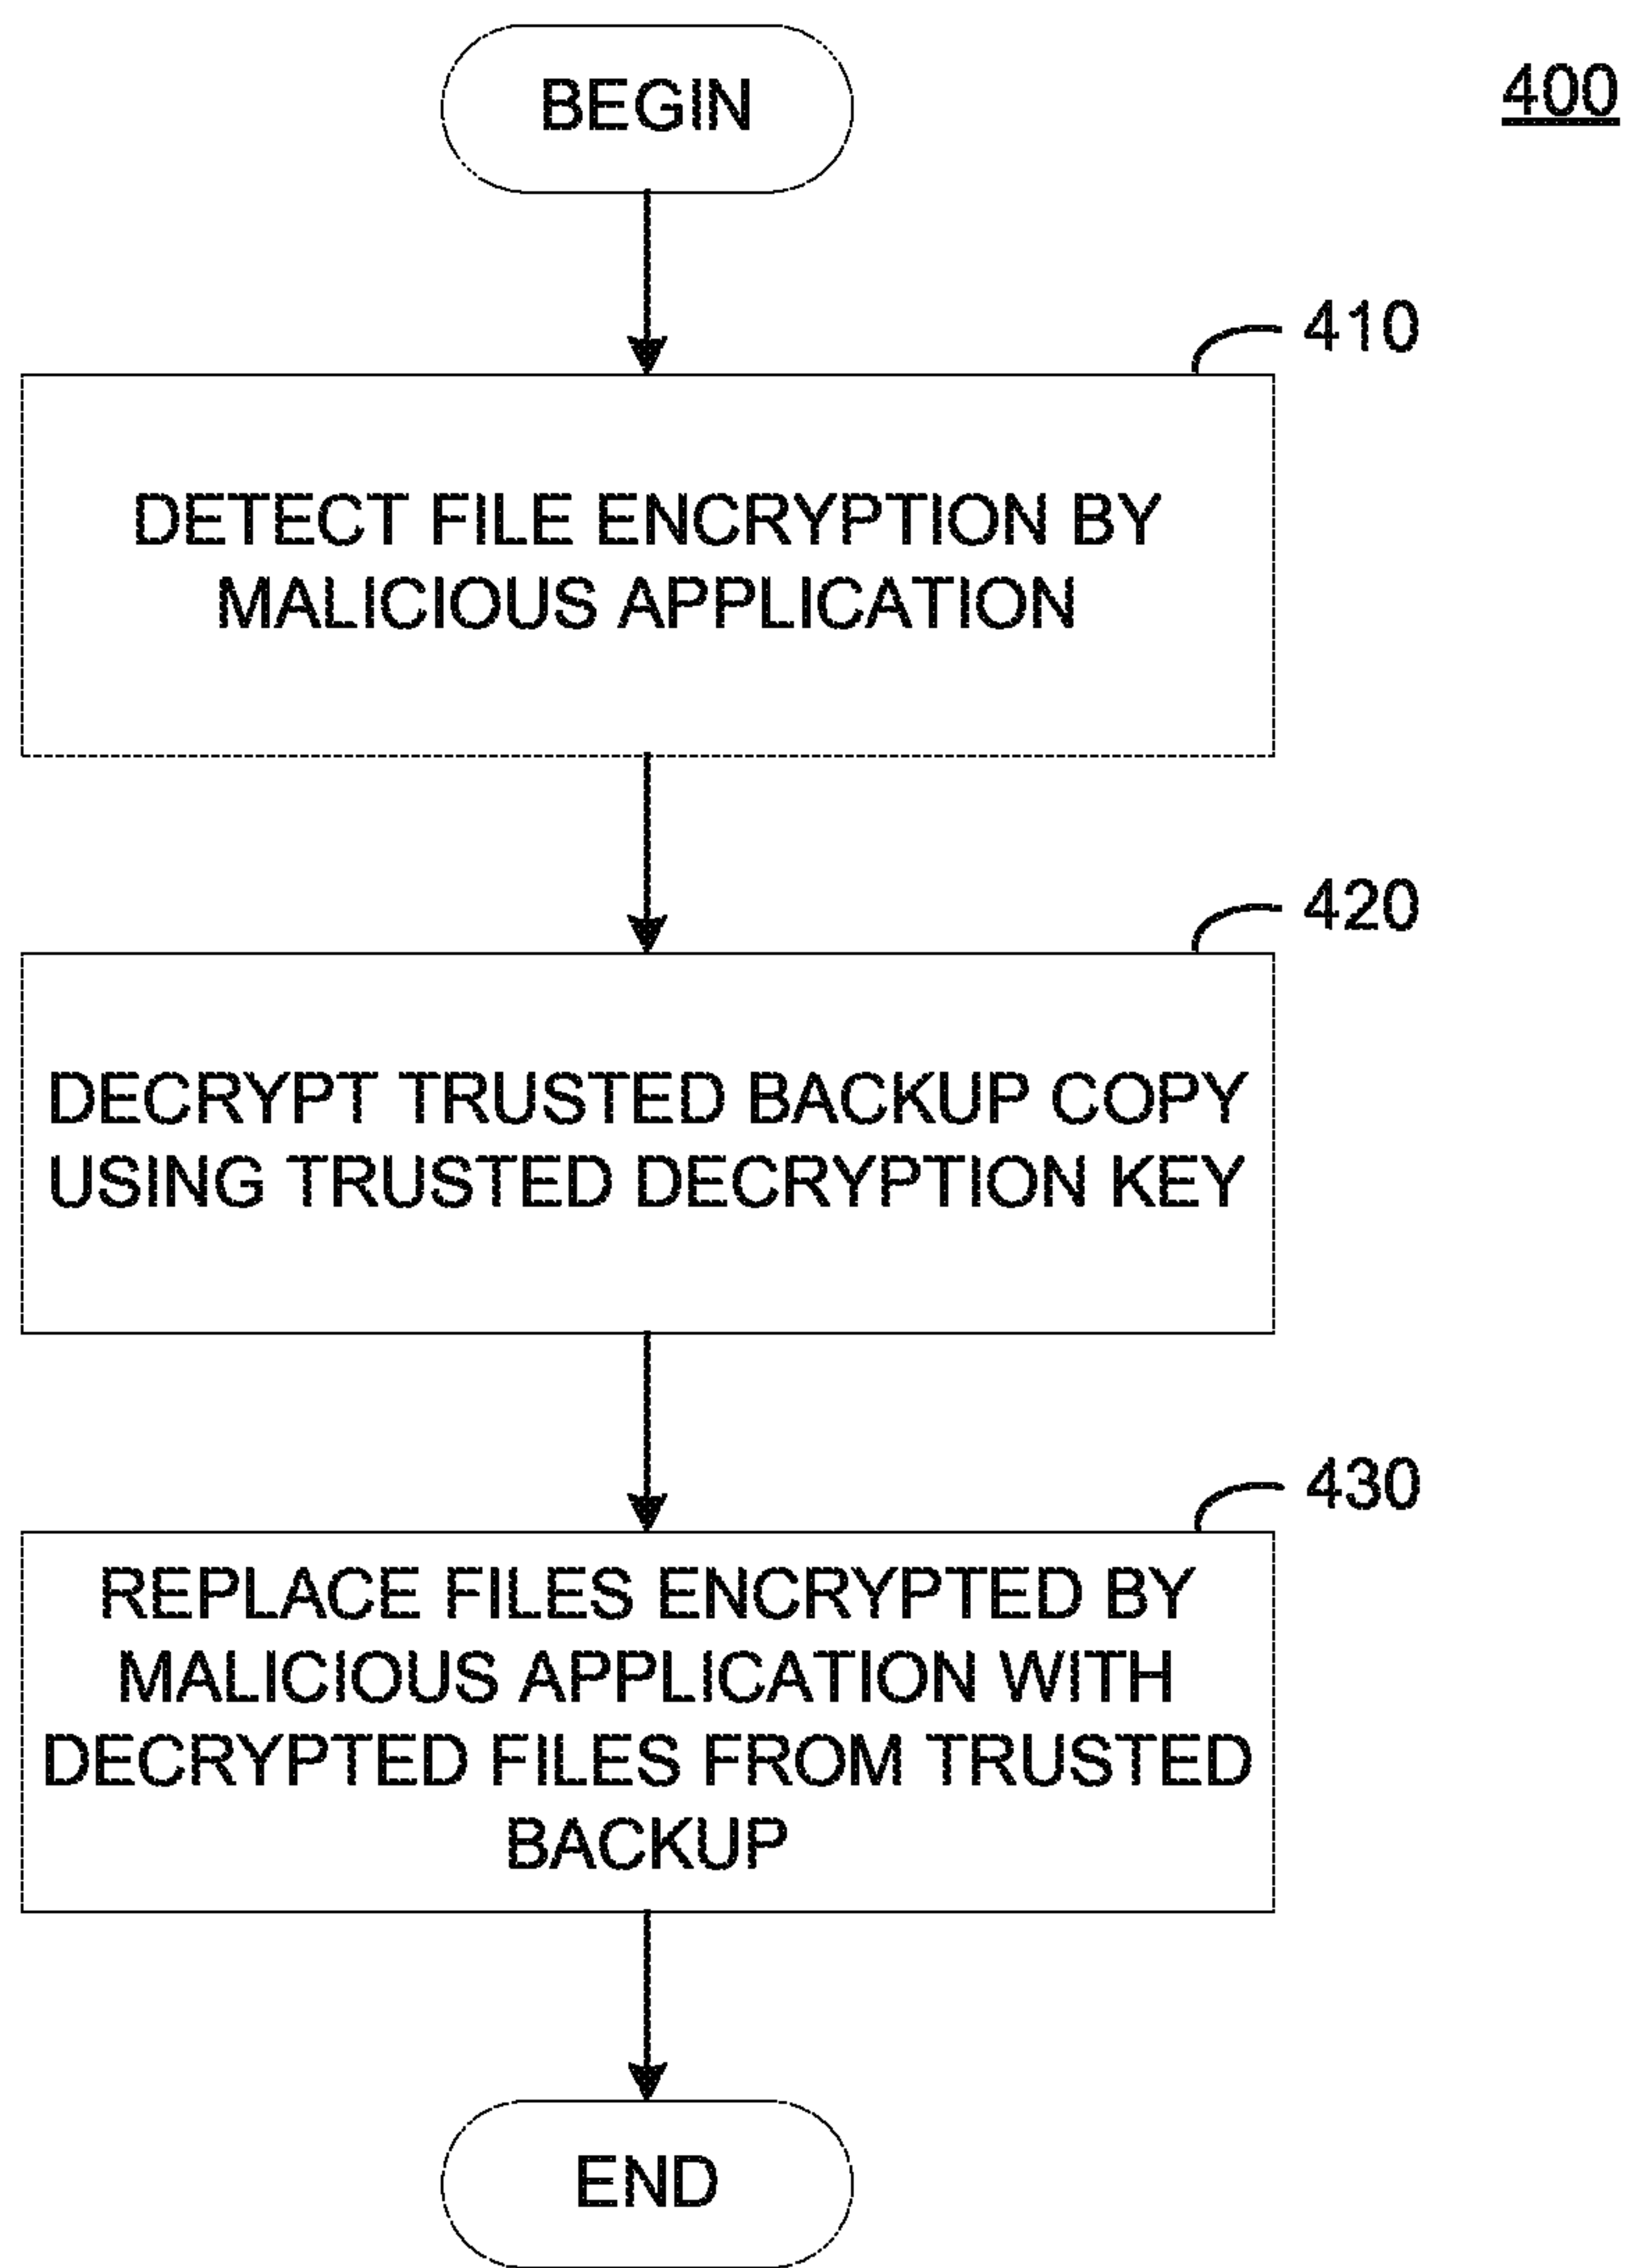 BEGIN
400
410
DETECT FILE ENCRYPTION BY
MALICIOUS APPLICATION
420
DECRYPT TRUSTED BACKUP COPY
USING TRUSTED DECRYPTION KEY
430
REPLACE FILES ENCRYPTED BY
MALICIOUS APPLICATION WITH
DECRYPTED FILES FROM TRUSTED
BACKUP
END